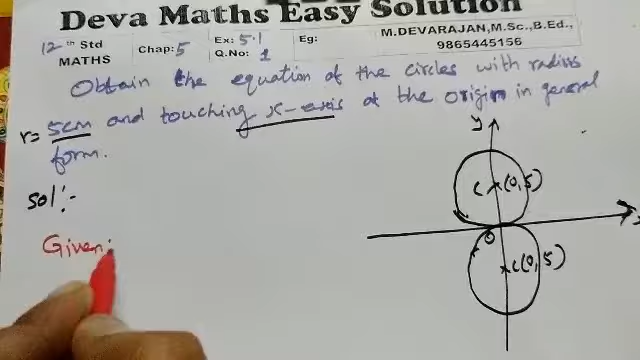 Deva Maths Easy Solution
12th Std
MATHS
Chap: 5
Ex: 5.1
Q.No: 1
Eg:
M.DEVARAJAN,M.Sc.,B.Ed.,
9865445156
Obtain the equation of the circles with radius
r= 5cm and touching x-axis at the origin in general
form.
Sol:-
Given:
y
C (0,5)
x
O
C(0,5)